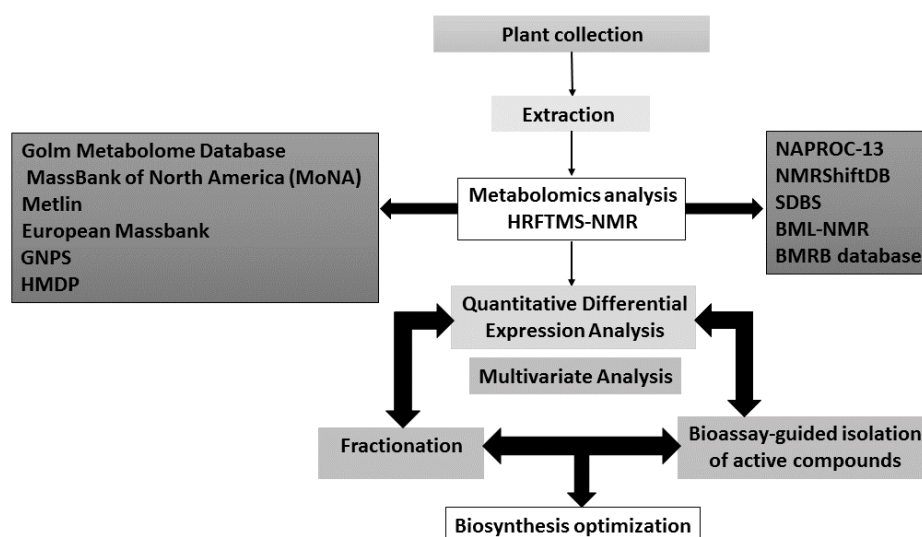 Plant collection
Extraction
Golm Metabolome Database
MassBank of North America (MoNA)
Metlin
European Massbank
GNPS
HMDP
Metabolomics analysis
HRFTMS-NMR
NAPROC-13
NMRShiftDB
SDBS
BML-NMR
BMRB database
Quantitative Differential
Expression Analysis
Multivariate Analysis
Fractionation
Bioassay-guided isolation
of active compounds
Biosynthesis optimization